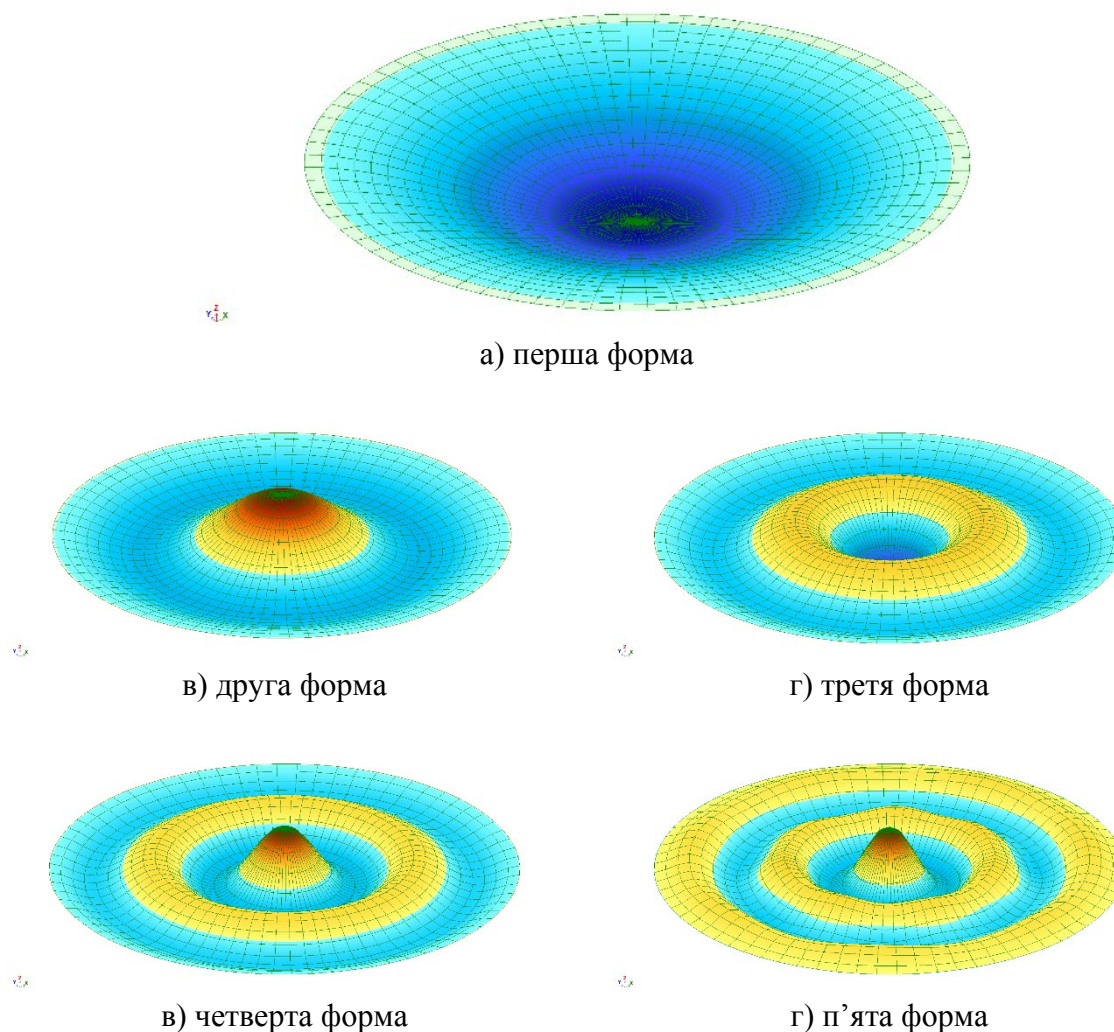 Z
Y X
а) перша форма
Z
Y X
Z
Y X
в) друга форма
г) третя форма
Z
Y X
Z
Y X
в) четверта форма
г) п’ята форма